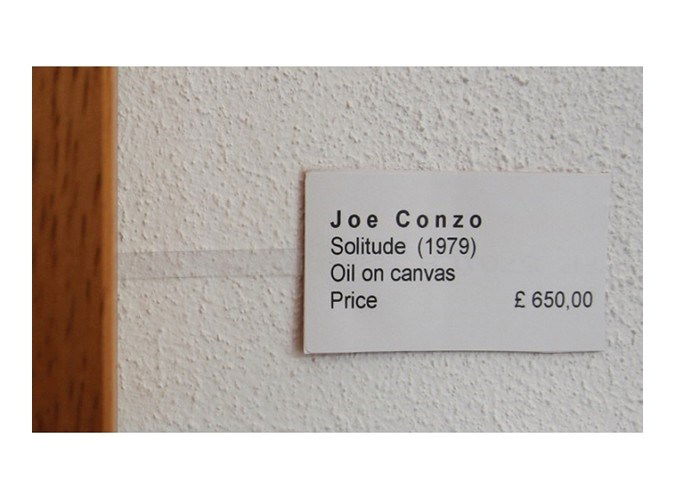 Joe Conzo
Solitude (1979)
Oil on canvas
Price £ 650,00